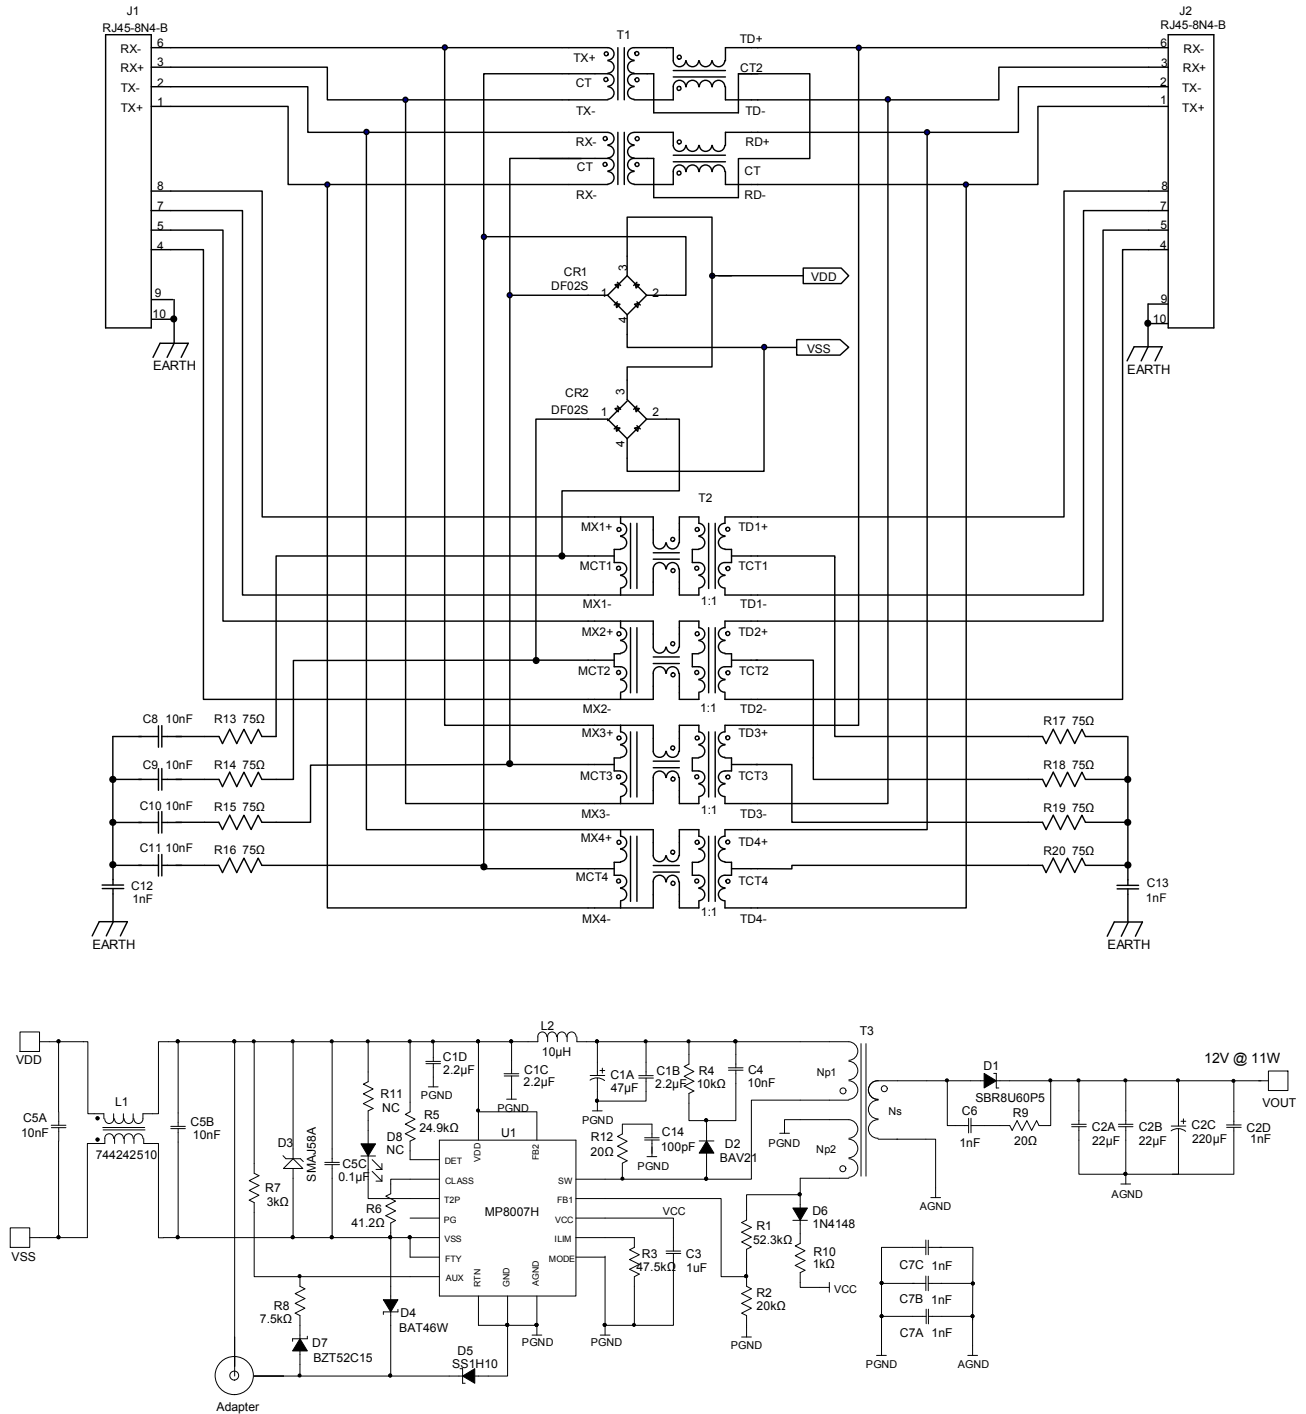 J1
RJ45-8N4-B
RX- 6
RX+ 3
TX- 2
TX+ 1
8
7
5
4
9
10
EARTH
T1
TX+
CT
TX-
TD+
CT2
TD-
RX-
CT
RX-
RD+
CT
RD-
J2
RJ45-8N4-B
6 RX-
3 RX+
2 TX-
1 TX+
8
7
5
4
9
10
EARTH
CR1
DF02S
3
1
2
4
VDD
VSS
CR2
DF02S
3
1
2
4
T2
MX1+
MCT1
MX1-
TD1+
TCT1
TD1-
1:1
MX2+
MCT2
MX2-
TD2+
TCT2
TD2-
1:1
MX3+
MCT3
MX3-
TD3+
TCT3
TD3-
1:1
MX4+
MCT4
MX4-
TD4+
TCT4
TD4-
1:1
C8 10nF R13 75Ω
C9 10nF R14 75Ω
C10 10nF R15 75Ω
C11 10nF R16 75Ω
C12
1nF
EARTH
R17 75Ω
R18 75Ω
R19 75Ω
R20 75Ω
C13
1nF
EARTH
VDD
VSS
C5A
10nF
L1
744242510
C5B
10nF
R7
3kΩ
D3
SMAJ58A
C5C
0.1µF
R11
NC
D8
NC
R5
24.9kΩ
R6
41.2Ω
C1D
2.2µF
PGND
C1C
2.2µF
PGND
L2
10µH
C1A
47µF
PGND
C1B
2.2µF
R4
10kΩ
C4
10nF
R12
20Ω
C14
100pF
PGND
D2
BAV21
U1
MP8007H
DET
CLASS
T2P
PG
VSS
FTY
AUX
VDD
FB2
SW
FB1
VCC
ILIM
MODE
RTN
GND
AGND
PGND
VCC
R3
47.5kΩ
C3
1uF
PGND
R1
52.3kΩ
R2
20kΩ
PGND
D6
1N4148
R10
1kΩ
VCC
T3
Np1
Np2
Ns
PGND
AGND
D1
SBR8U60P5
C6
1nF
R9
20Ω
12V @ 11W
VOUT
C2A
22µF
C2B
22µF
C2C
220µF
C2D
1nF
AGND
C7C 1nF
C7B 1nF
C7A 1nF
PGND
AGND
R8
7.5kΩ
D7
BZT52C15
D4
BAT46W
D5
SS1H10
Adapter